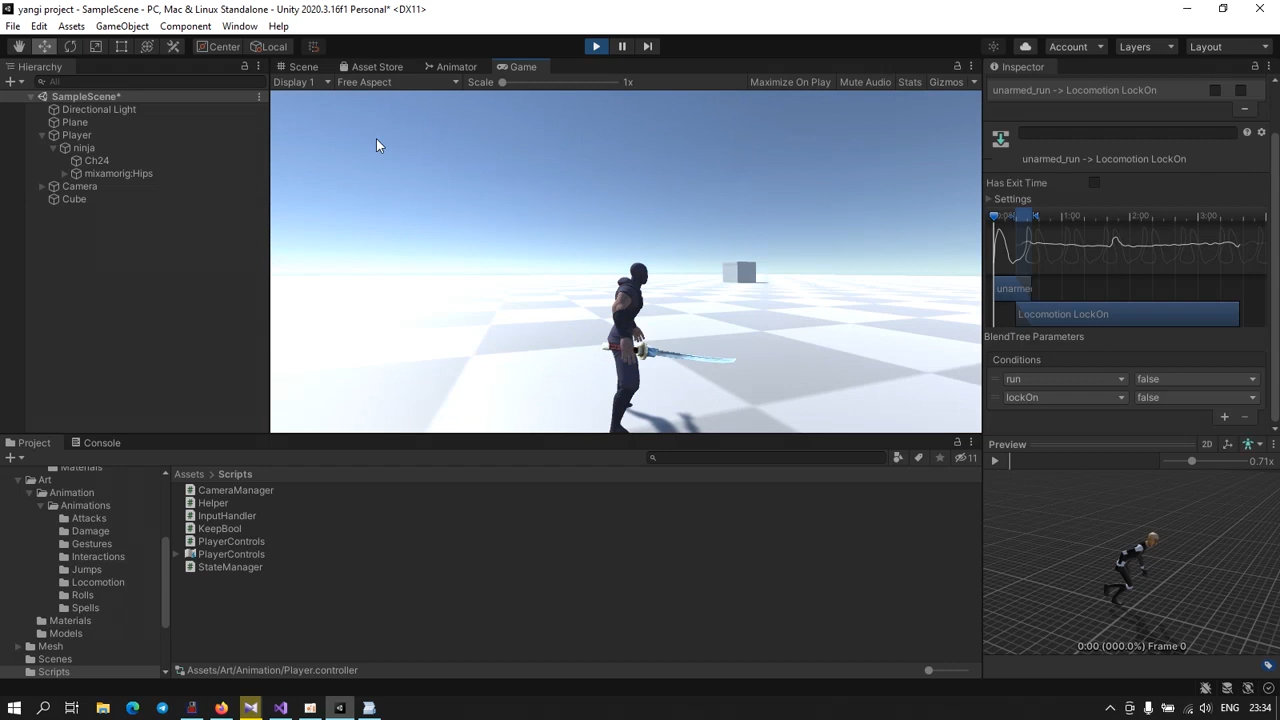 yangi project - SampleScene - PC, Mac & Linux Standalone - Unity 2020.3.16f1 Personal* <DX11>
File Edit Assets GameObject Component Window Help
Center Local Account Layers Layout
Hierarchy Scene Asset Store Animator Game Inspector
All Display 1 Free Aspect Scale 1x Maximize On Play Mute Audio Stats Gizmos
unarmed_run -> Locomotion LockOn
SampleScene*
Directional Light
Plane
Player
ninja
Ch24
mixamorig:Hips
Camera
Cube
unarmed_run -> Locomotion LockOn
Has Exit Time
Settings
1:00 2:00 3:00
unarmed
Locomotion LockOn
BlendTree Parameters
Conditions
run false
lockOn false
Preview 2D
0.71x
0:00 (000.0%) Frame 0
Project Console
11
Materials
Art
Animation
Animations
Attacks
Damage
Gestures
Interactions
Jumps
Locomotion
Rolls
Spells
Materials
Models
Mesh
Scenes
Scripts
Assets Scripts
CameraManager
Helper
InputHandler
KeepBool
PlayerControls
PlayerControls
StateManager
Assets/Art/Animation/Player.controller
ENG 23:34